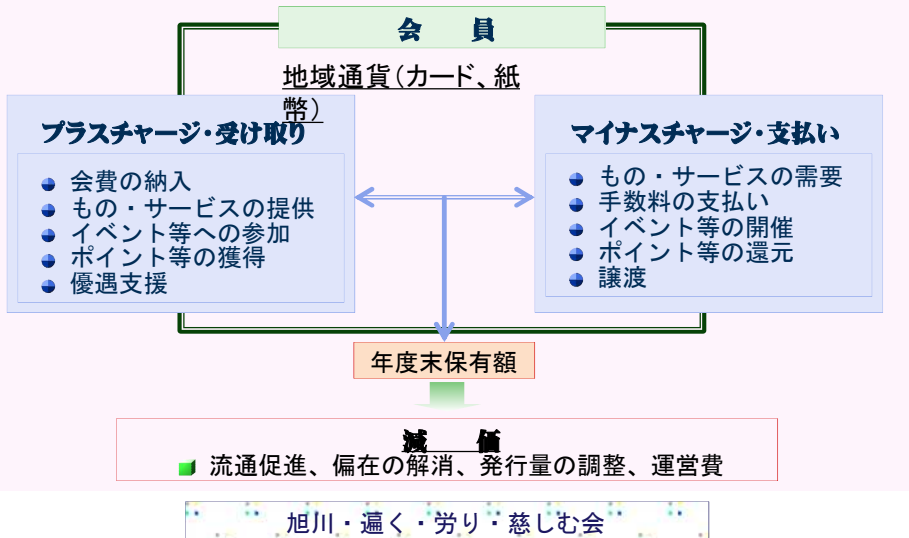 会 員
地域通貨(カード、紙
幣)
プラスチャージ・受け取り
会費の納入
もの・サービスの提供
イベント等への参加
ポイント等の獲得
優遇支援
マイナスチャージ・支払い
もの・サービスの需要
手数料の支払い
イベント等の開催
ポイント等の還元
譲渡
年度末保有額
減 価
流通促進、偏在の解消、発行量の調整、運営費
旭川・遍く・労り・慈しむ会